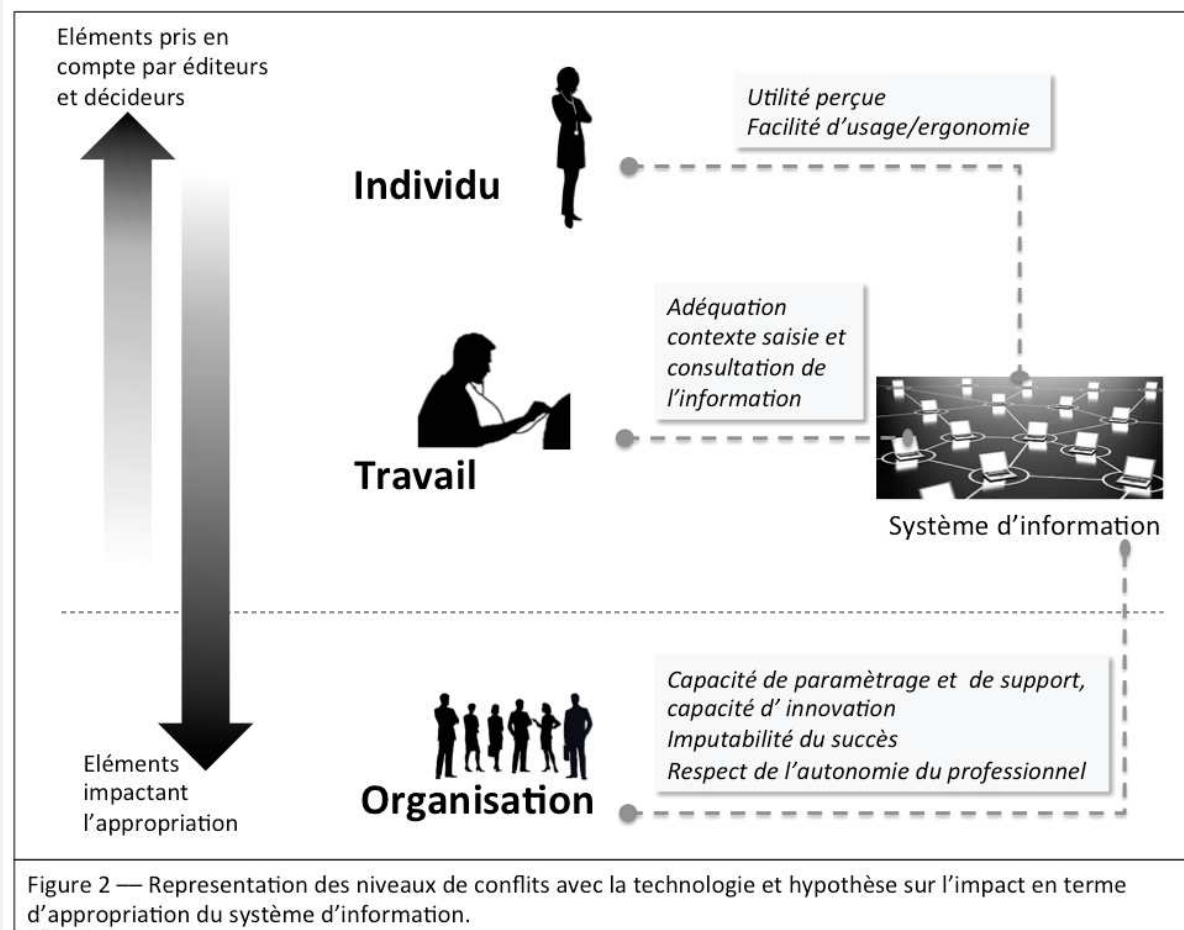 Eléments pris en
compte par éditeurs
et décideurs
Utilité perçue
Facilité d'usage/ergonomie
Individu
Adéquation
contexte saisie et
consultation de
l'information
Travail
Système d'information
Capacité de paramètrage et  de support,
capacité d' innovation
Imputabilité du succès
Respect de l'autonomie du professionnel
Eléments
impactant
l'appropriation
Organisation
Figure 2 — Representation des niveaux de conflits avec la technologie et hypothèse sur l'impact en terme
d'appropriation du système d'information.